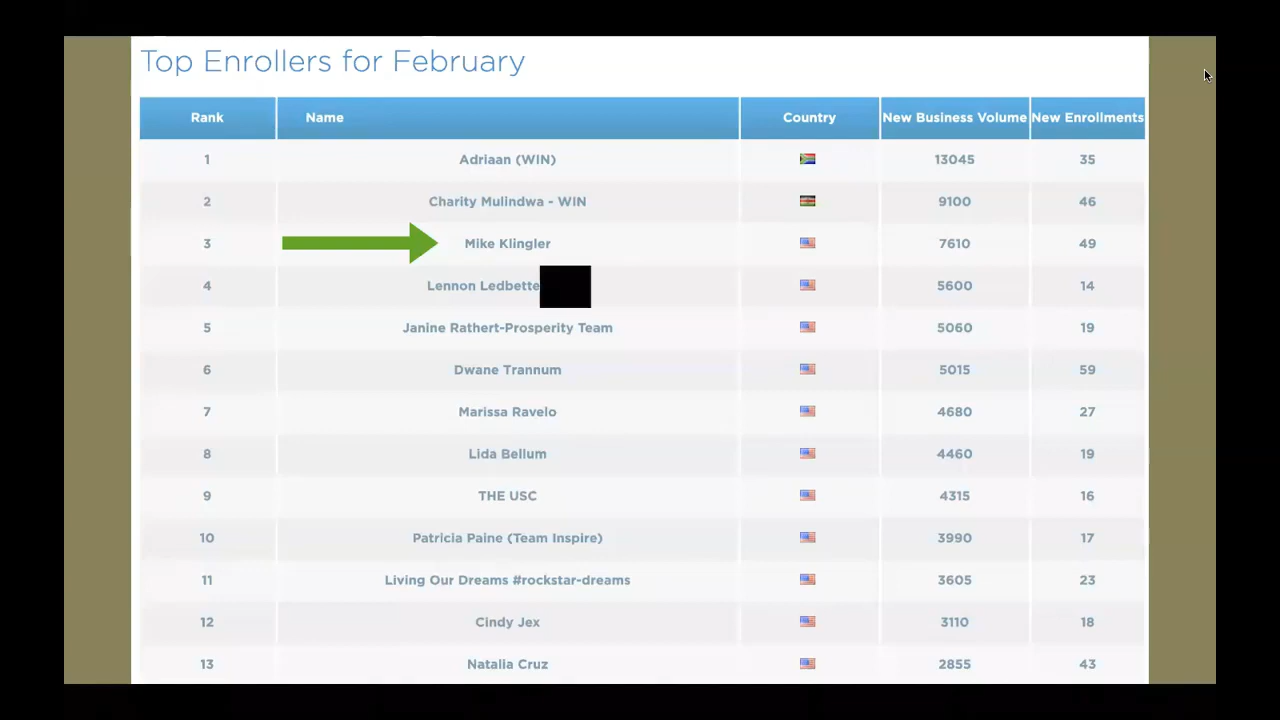 Top Enrollers for February
Rank Name Country New Business Volume New Enrollments
1 Adriaan (WIN) 13045 35
2 Charity Mulindwa - WIN 9100 46
3 Mike Klingler 7610 49
4 Lennon Ledbette 5600 14
5 Janine Rathert-Prosperity Team 5060 19
6 Dwane Trannum 5015 59
7 Marissa Ravelo 4680 27
8 Lida Bellum 4460 19
9 THE USC 4315 16
10 Patricia Paine (Team Inspire) 3990 17
11 Living Our Dreams #rockstar-dreams 3605 23
12 Cindy Jex 3110 18
13 Natalia Cruz 2855 43